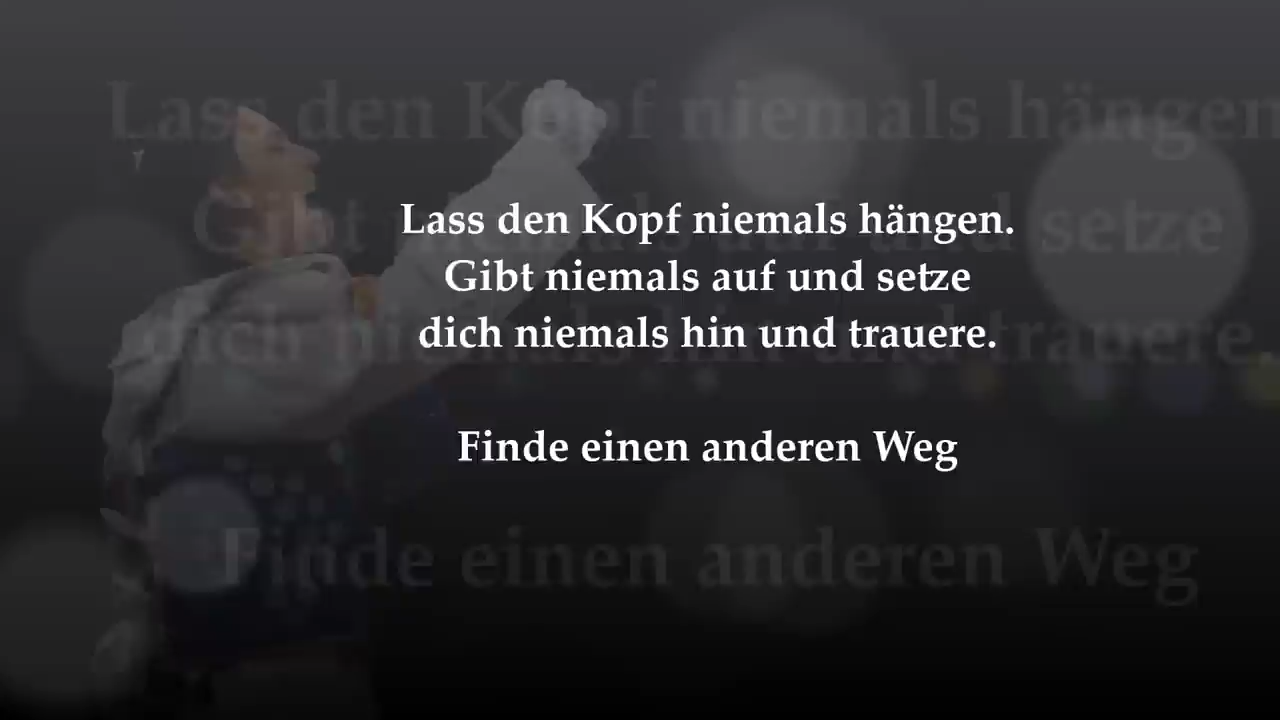 Lass den Kopf niemals hängen.
Gibt niemals auf und setze
dich niemals hin und trauere.
Finde einen anderen Weg